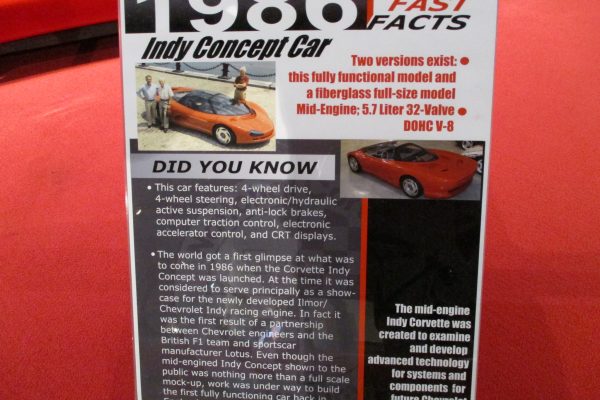 1986
FAST
FACTS
Indy Concept Car
Two versions exist: •
this fully functional model and
a fiberglass full-size model
Mid-Engine; 5.7 Liter 32-Valve •
DOHC V-8
DID YOU KNOW
• This car features: 4-wheel drive,
4-wheel steering, electronic/hydraulic
active suspension, anti-lock brakes,
computer traction control, electronic
accelerator control, and CRT displays.
• The world got a first glimpse at what was
to come in 1986 when the Corvette Indy
Concept was launched. At the time it was
considered to serve principally as a show-
case for the newly developed Ilmor/
Chevrolet Indy racing engine. In fact it
was the first result of a partnership
between Chevrolet engineers and the
British F1 team and sportscar
manufacturer Lotus. Even though the
mid-engined Indy Concept shown to the
public was nothing more than a full scale
mock-up, work was under way to build
the first fully functioning car back in
The mid-engine
Indy Corvette was
created to examine
and develop
advanced technology
for systems and
components for
future Chevrolet